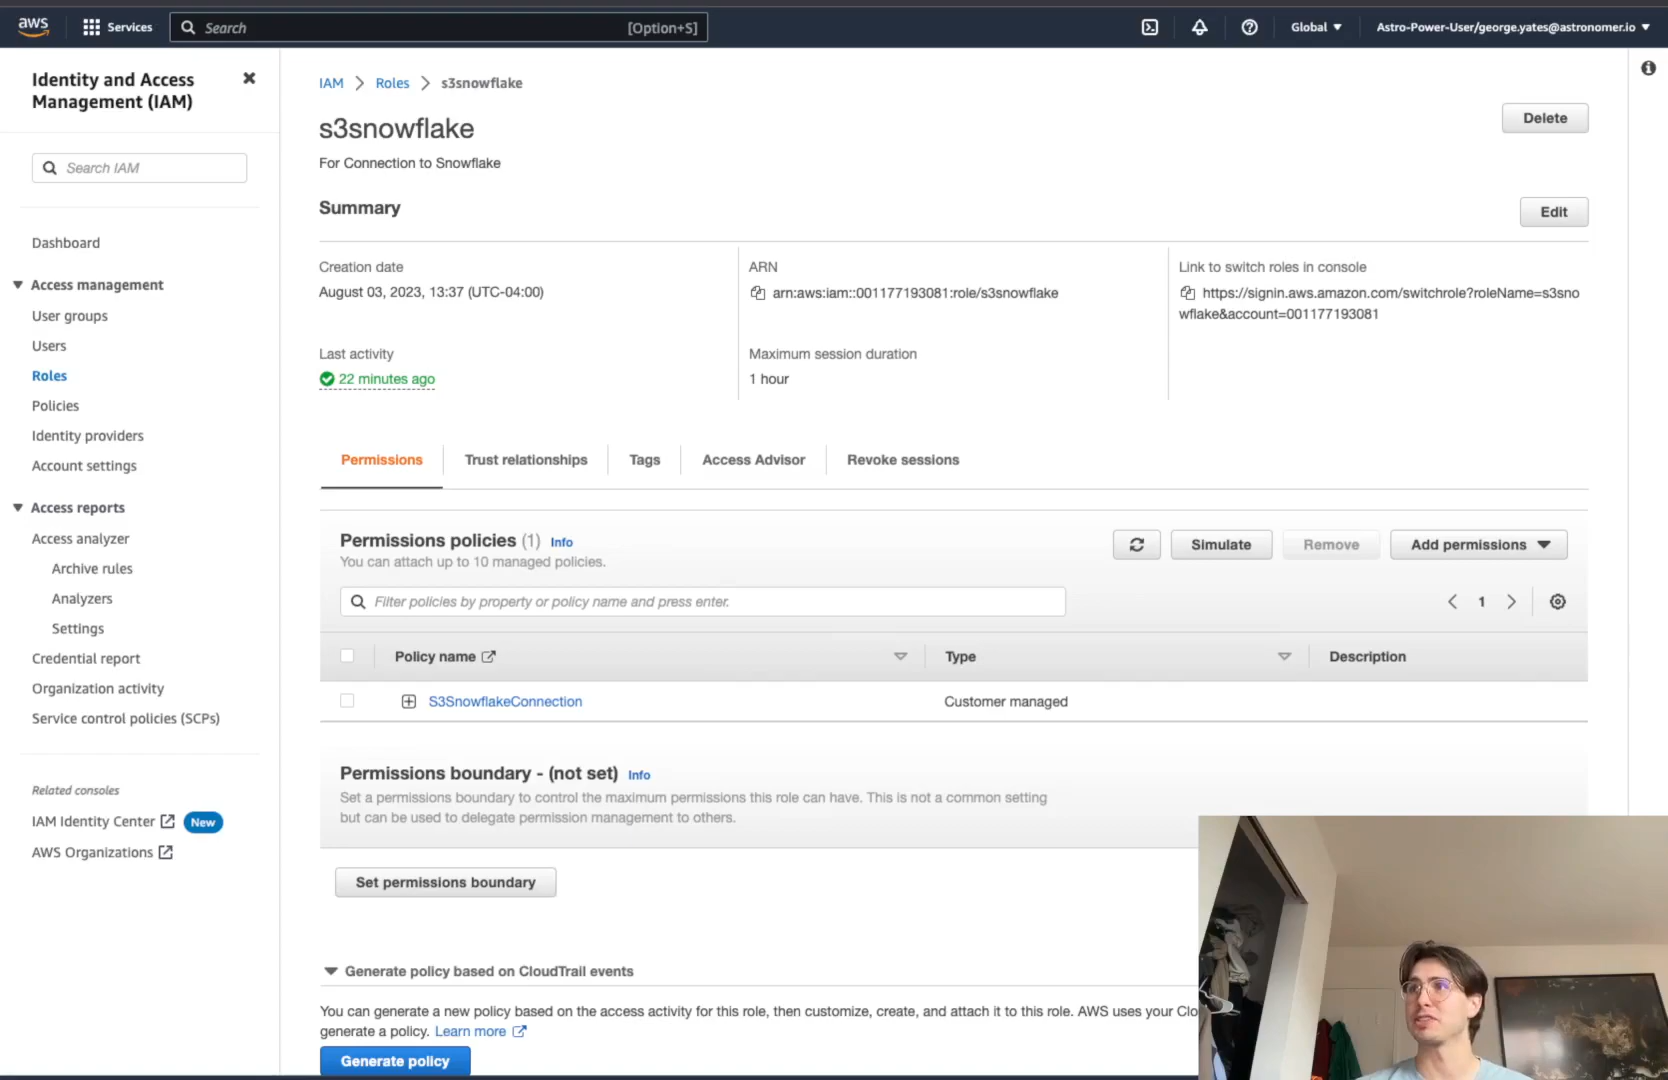 aws
Services
Search
[Option+S]
Global
Astro-Power-User/george.yates@astronomer.io
Identity and Access
Management (IAM)
Search IAM
Dashboard
Access management
User groups
Users
Roles
Policies
Identity providers
Account settings
Access reports
Access analyzer
Archive rules
Analyzers
Settings
Credential report
Organization activity
Service control policies (SCPs)
Related consoles
IAM Identity Center New
AWS Organizations
IAM > Roles > s3snowflake
s3snowflake
Delete
For Connection to Snowflake
Summary
Edit
Creation date
August 03, 2023, 13:37 (UTC-04:00)
Last activity
22 minutes ago
ARN
arn:aws:iam::001177193081:role/s3snowflake
Maximum session duration
1 hour
Link to switch roles in console
https://signin.aws.amazon.com/switchrole?roleName=s3sno
wflake&account=001177193081
Permissions
Trust relationships
Tags
Access Advisor
Revoke sessions
Permissions policies (1) Info
You can attach up to 10 managed policies.
Simulate
Remove
Add permissions
Filter policies by property or policy name and press enter.
1
Policy name
Type
Description
S3SnowflakeConnection
Customer managed
Permissions boundary - (not set) Info
Set a permissions boundary to control the maximum permissions this role can have. This is not a common setting
but can be used to delegate permission management to others.
Set permissions boundary
Generate policy based on CloudTrail events
You can generate a new policy based on the access activity for this role, then customize, create, and attach it to this role. AWS uses your Clo
generate a policy. Learn more
Generate policy